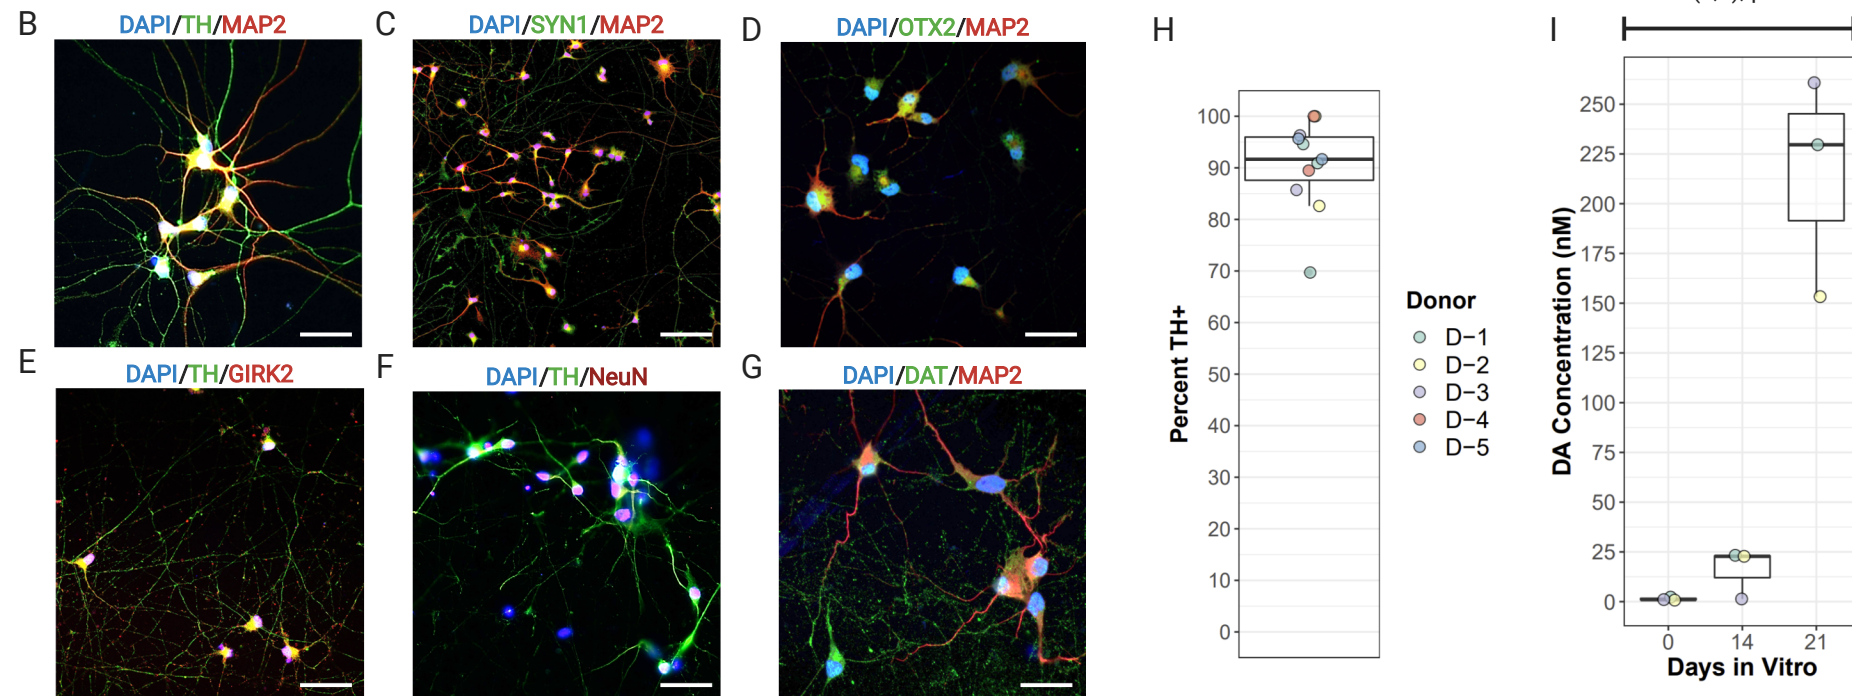 B
DAPI/TH/MAP2
C
DAPI/SYN1/MAP2
D
DAPI/OTX2/MAP2
E
DAPI/TH/GIRK2
F
DAPI/TH/NeuN
G
DAPI/DAT/MAP2
H
Percent TH+
100
90
80
70
60
50
40
30
20
10
0
Donor
D-1
D-2
D-3
D-4
D-5
I
DA Concentration (nM)
250
225
200
175
150
125
100
75
50
25
0
0 14 21
Days in Vitro